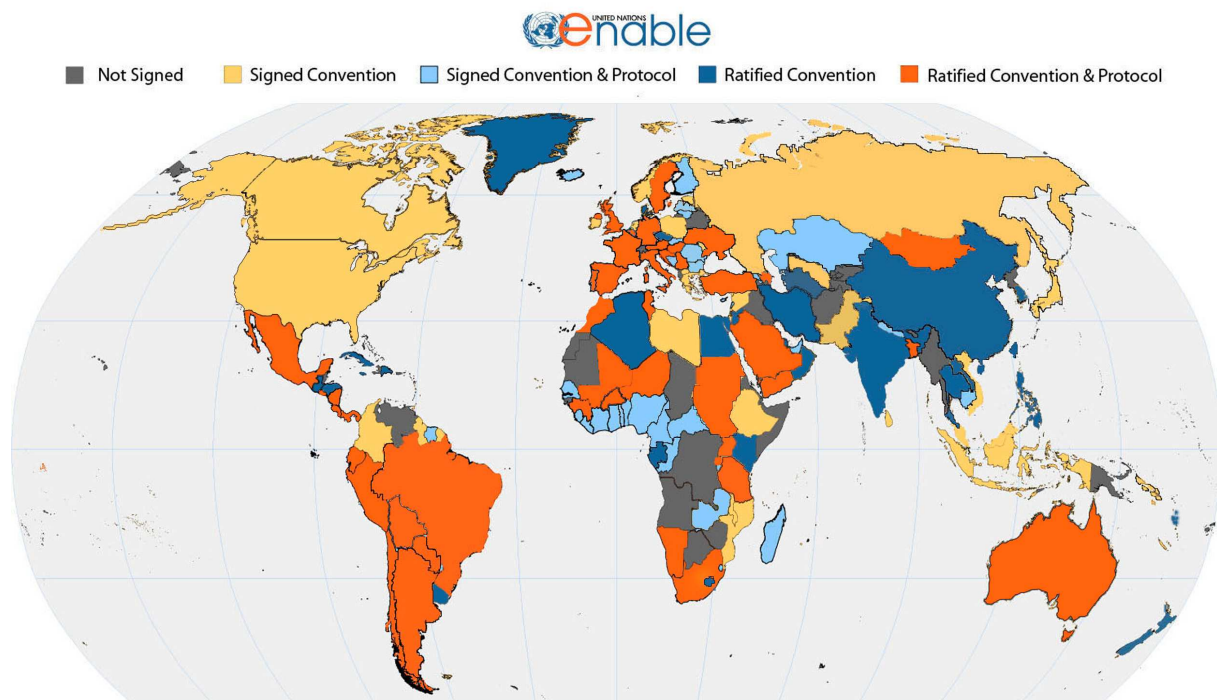 UNITED NATIONS
enable
Not Signed
Signed Convention
Signed Convention & Protocol
Ratified Convention
Ratified Convention & Protocol